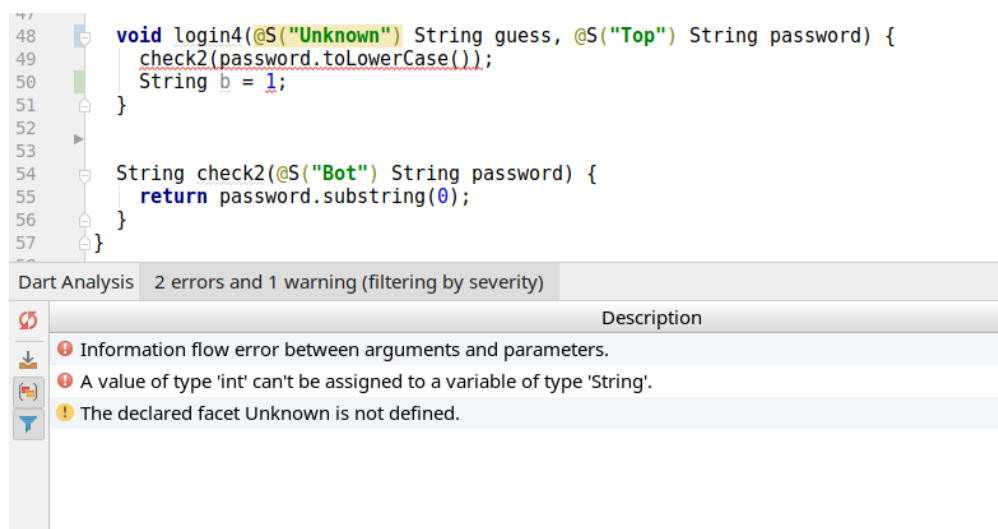 47
48 void login4(@S("Unknown") String guess, @S("Top") String password) {
49 check2(password.toLowerCase());
50 String b = 1;
51 }
52
53
54 String check2(@S("Bot") String password) {
55 return password.substring(0);
56 }
57 }
Dart Analysis 2 errors and 1 warning (filtering by severity)
Description
Information flow error between arguments and parameters.
A value of type 'int' can't be assigned to a variable of type 'String'.
The declared facet Unknown is not defined.